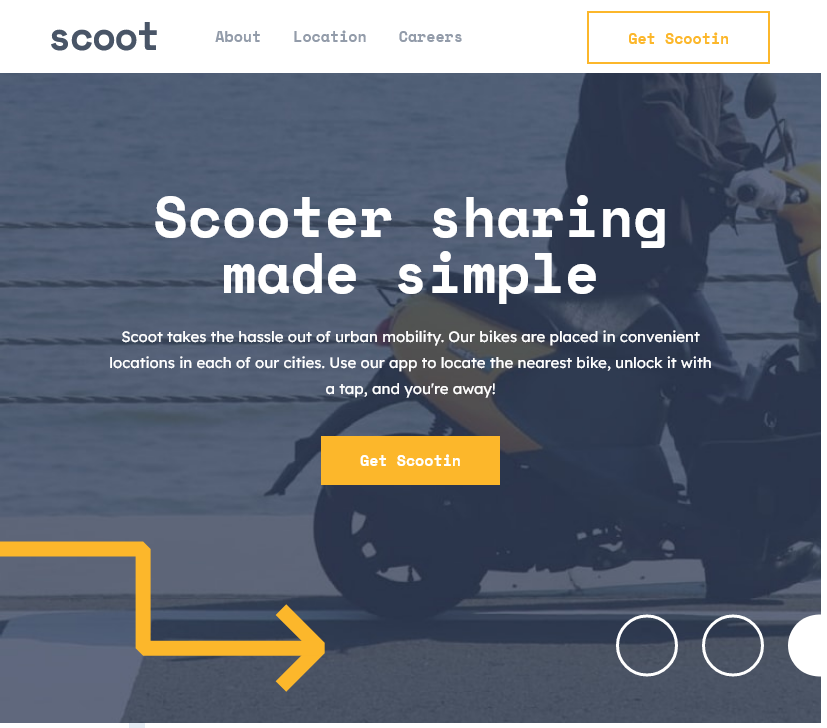 scoot
About
Location
Careers
Get Scootin
Scooter sharing
made simple
Scoot takes the hassle out of urban mobility. Our bikes are placed in convenient
locations in each of our cities. Use our app to locate the nearest bike, unlock it with
a tap, and you're away!
Get Scootin